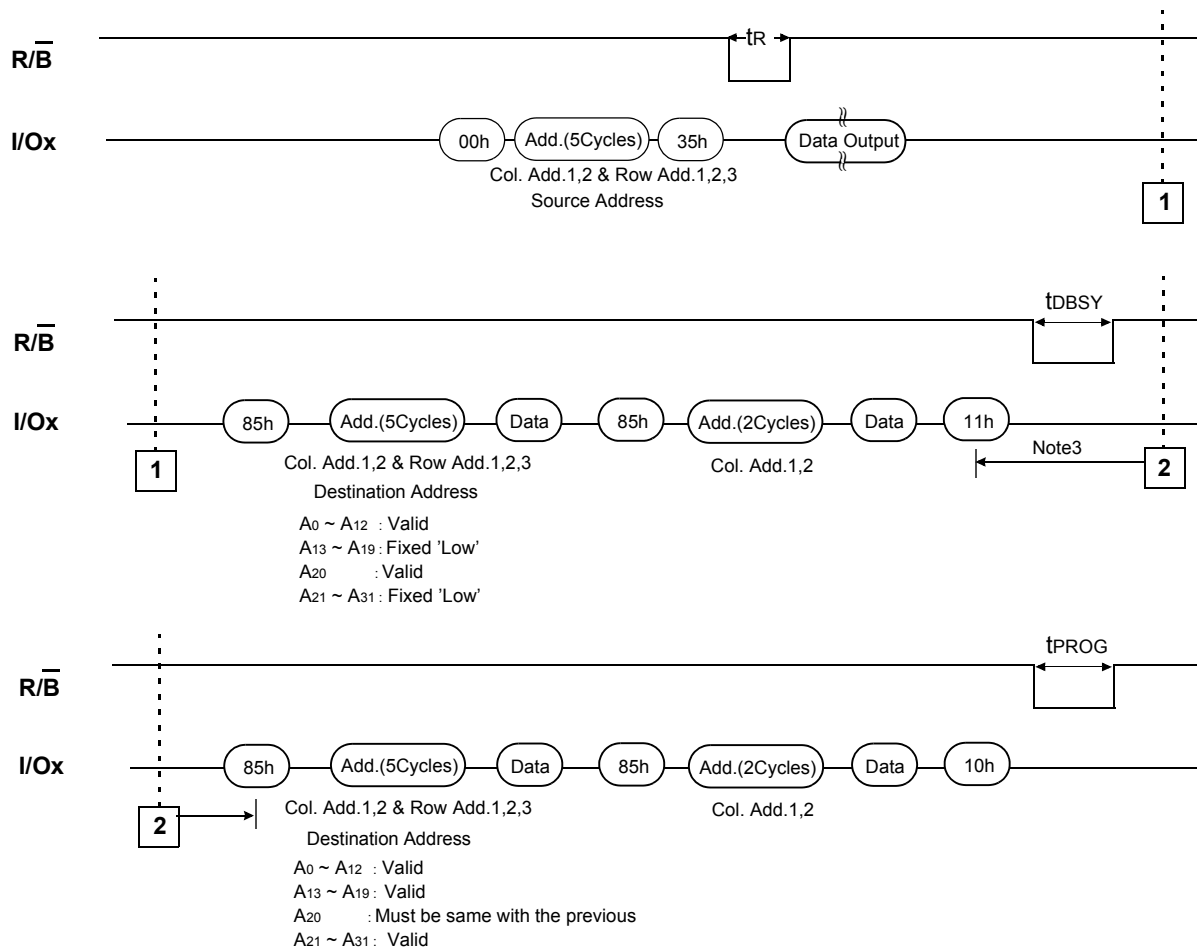 tR
R/B
I/Ox
00h Add.(5Cycles) 35h Data Output
Col. Add.1,2 & Row Add.1,2,3
Source Address
1
tDBSY
R/B
I/Ox
85h Add.(5Cycles) Data 85h Add.(2Cycles) Data 11h
Note3
1
Col. Add.1,2 & Row Add.1,2,3
Col. Add.1,2
2
Destination Address
A0 ~ A12 : Valid
A13 ~ A19 : Fixed 'Low'
A20 : Valid
A21 ~ A31 : Fixed 'Low'
tPROG
R/B
I/Ox
85h Add.(5Cycles) Data 85h Add.(2Cycles) Data 10h
2
Col. Add.1,2 & Row Add.1,2,3
Col. Add.1,2
Destination Address
A0 ~ A12 : Valid
A13 ~ A19 : Valid
A20 : Must be same with the previous
A21 ~ A31 : Valid